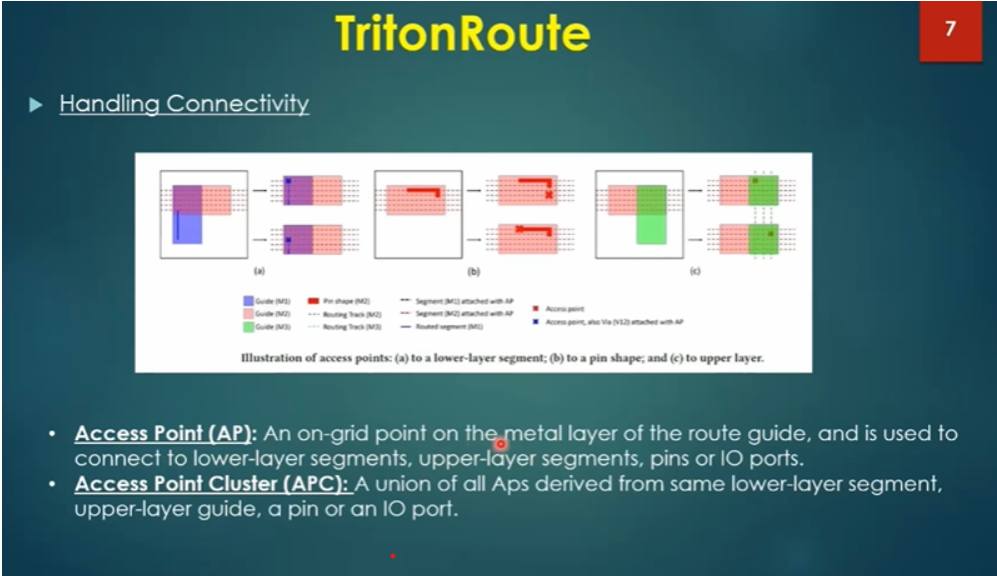 TritonRoute
7
Handling Connectivity
(a)
(b)
(c)
Guide (M1)
Guide (M2)
Guide (M3)
Pin shape (M2)
Routing Track (M2)
Routing Track (M3)
Segment (M1) attached with AP
Segment (M2) attached with AP
Routed segment (M1)
Access point
Access point, also Via (V12) attached with AP
Illustration of access points: (a) to a lower-layer segment; (b) to a pin shape; and (c) to upper layer.
• Access Point (AP): An on-grid point on the metal layer of the route guide, and is used to
connect to lower-layer segments, upper-layer segments, pins or IO ports.
• Access Point Cluster (APC): A union of all Aps derived from same lower-layer segment,
upper-layer guide, a pin or an IO port.